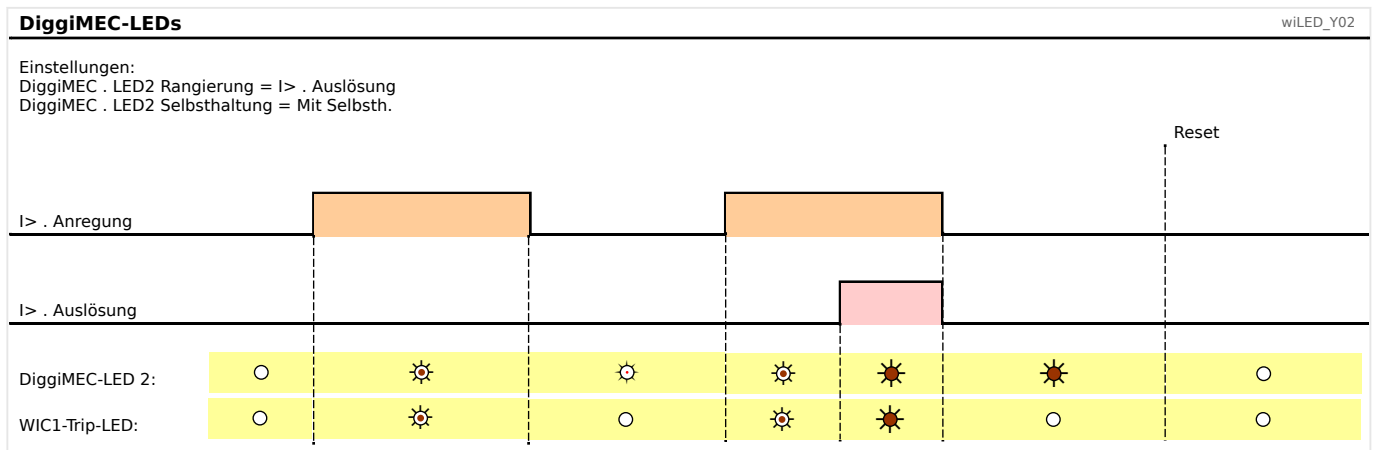 DiggiMEC-LEDs
wiLED_Y02
Einstellungen:
DiggiMEC . LED2 Rangierung = I> . Auslösung
DiggiMEC . LED2 Selbsthaltung = Mit Selbsth.
Reset
I> . Anregung
I> . Auslösung
DiggiMEC-LED 2:
WIC1-Trip-LED: